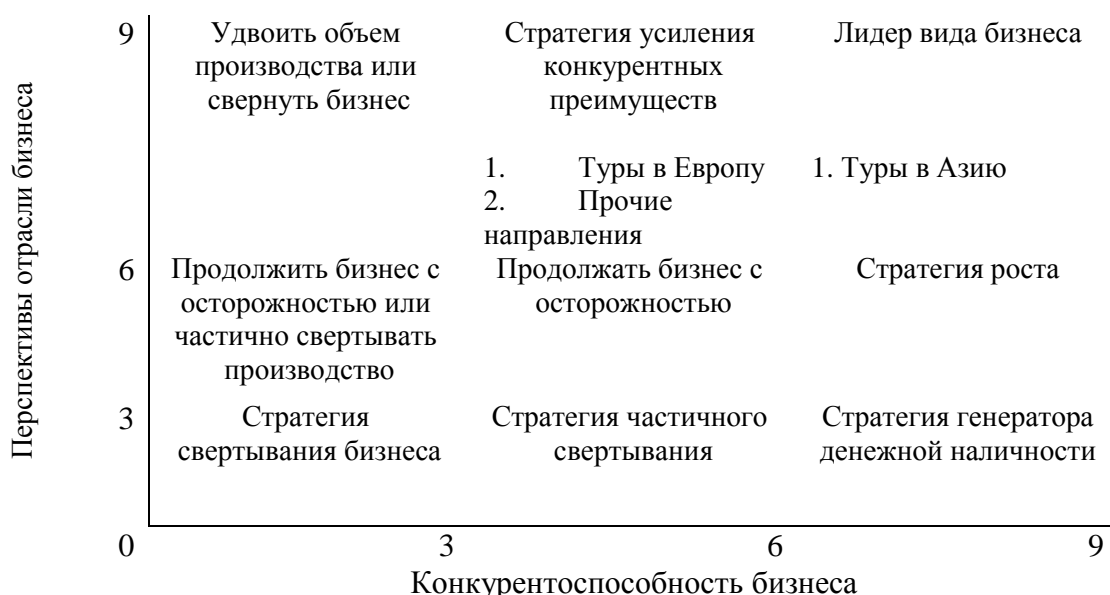 Перспективы отрасли бизнеса
9
Удвоить объем
производства или
свернуть бизнес
Стратегия усиления
конкурентных
преимуществ
Лидер вида бизнеса
1. Туры в Европу
2. Прочие
направления
1. Туры в Азию
6
Продолжить бизнес с
осторожностью или
частично свертывать
производство
Продолжать бизнес с
осторожностью
Стратегия роста
3
Стратегия
свертывания бизнеса
Стратегия частичного
свертывания
Стратегия генератора
денежной наличности
0 3 6 9
Конкурентоспособность бизнеса